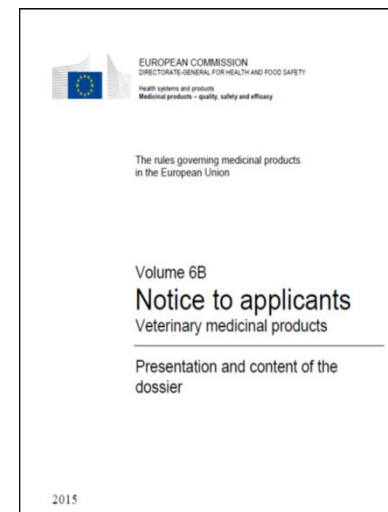 EUROPEAN COMMISSION
DIRECTORATE-GENERAL FOR HEALTH AND FOOD SAFETY
Health systems and products
Medicinal products – quality, safety and efficacy
The rules governing medicinal products
in the European Union
Volume 6B
Notice to applicants
Veterinary medicinal products
Presentation and content of the
dossier
2015